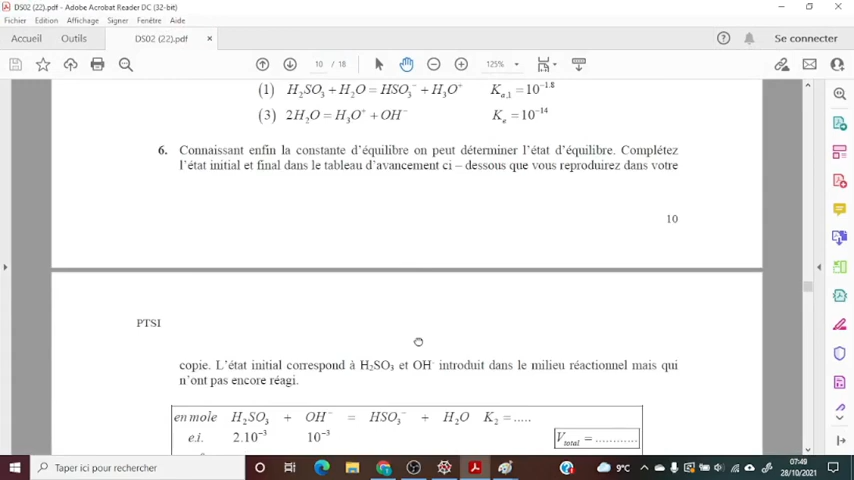 DS02 (22).pdf - Adobe Acrobat Reader DC (32-bit)
Fichier Edition Affichage Signer Fenêtre Aide
Accueil Outils DS02 (22).pdf × Se connecter
10 / 18 125%
(1) H₂SO₃ + H₂O = HSO₃⁻ + H₃O⁺ Kₐ,₁ = 10⁻¹·⁸
(3) 2H₂O = H₃O⁺ + OH⁻ Kₑ = 10⁻¹⁴
6. Connaissant enfin la constante d'équilibre on peut déterminer l'état d'équilibre. Complétez
l'état initial et final dans le tableau d'avancement ci – dessous que vous reproduirez dans votre
10
PTSI
copie. L'état initial correspond à H₂SO₃ et OH⁻ introduit dans le milieu réactionnel mais qui
n'ont pas encore réagi.
en mole H₂SO₃ + OH⁻ = HSO₃⁻ + H₂O K₂ = .....
e.i. 2.10⁻³ 10⁻³ V_total = ............
Taper ici pour rechercher
9°C
07:49
28/10/2021